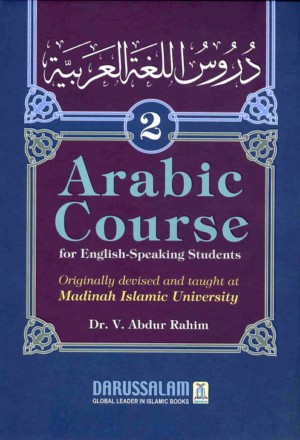 دُرُوسُ اللُّغَةِ العَرَبِيَّةِ
2
Arabic
Course
for English-Speaking Students
Originally devised and taught at
Madinah Islamic University
Dr. V. Abdur Rahim
DARUSSALAM
GLOBAL LEADER IN ISLAMIC BOOKS